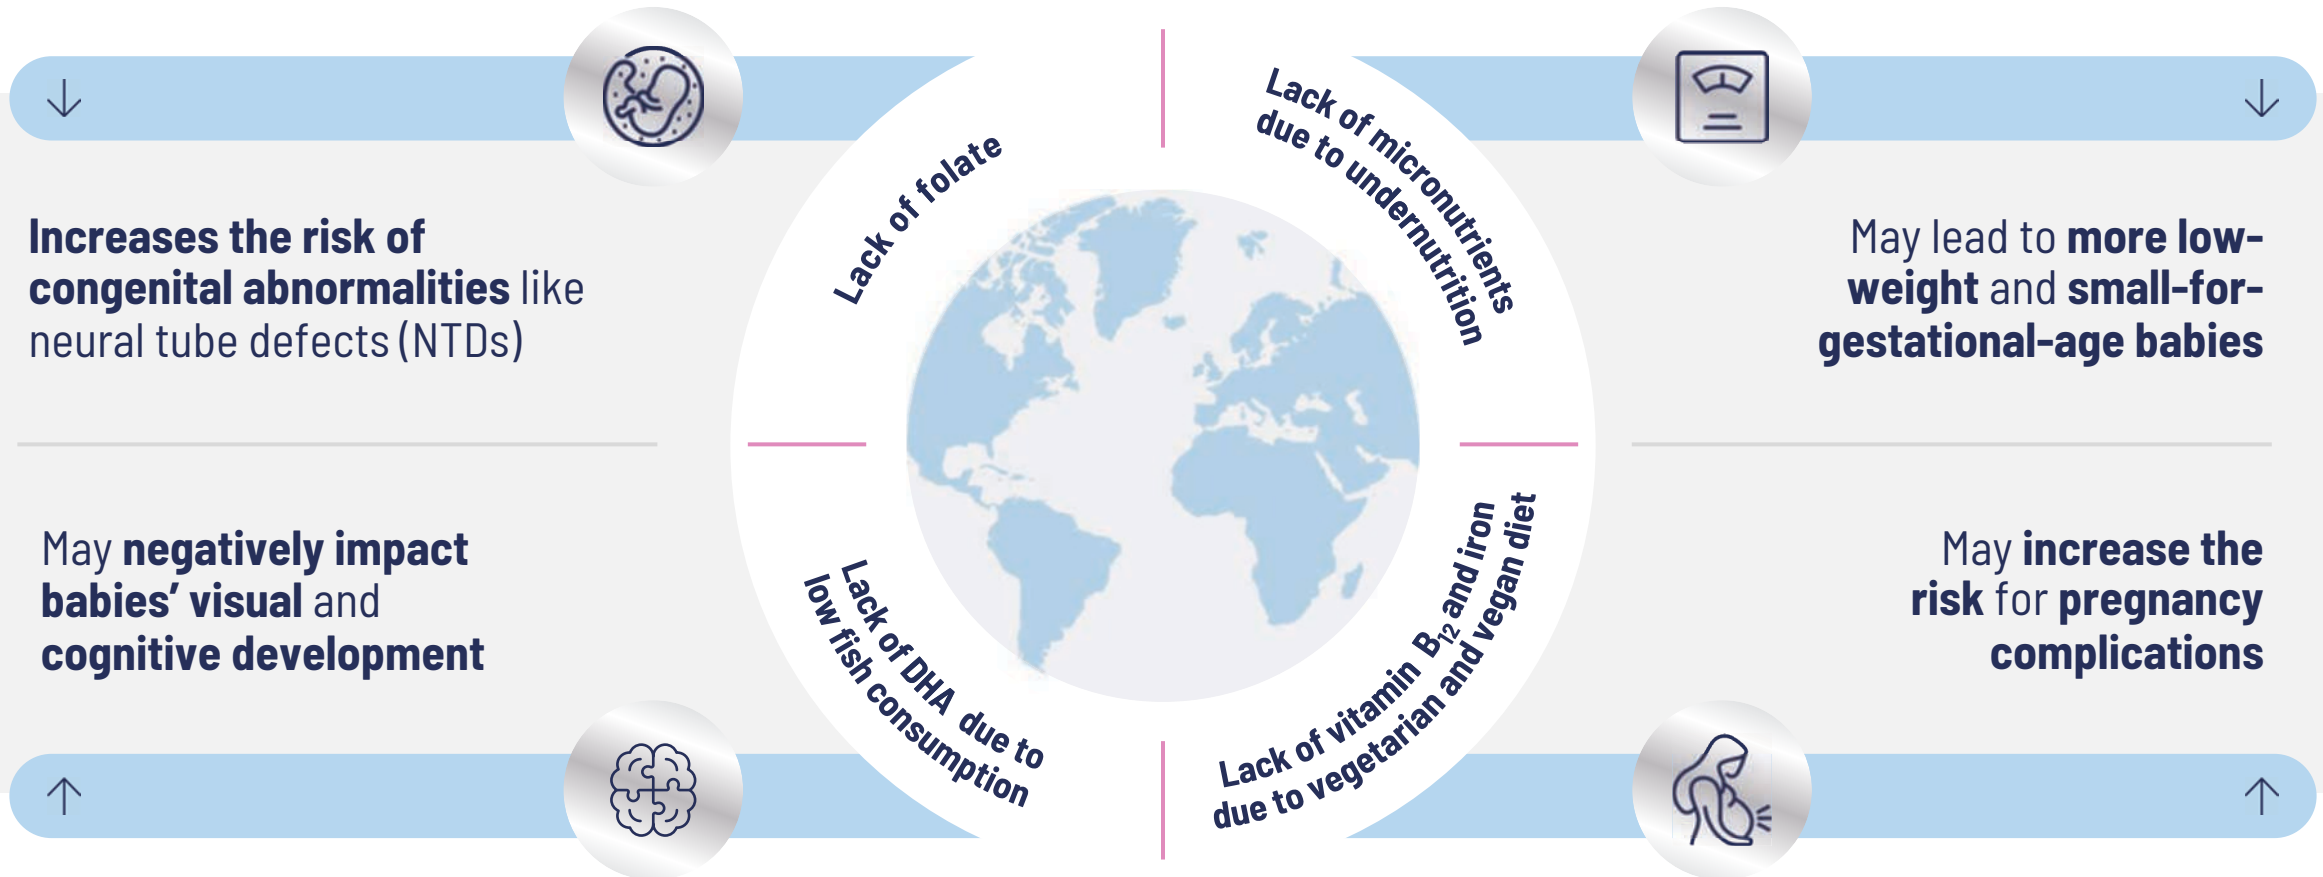 Lack of folate
Increases the risk of
congenital abnormalities like
neural tube defects (NTDs)
Lack of micronutrients
due to undernutrition
May lead to more low-
weight and small-for-
gestational-age babies
Lack of DHA due to
low fish consumption
May negatively impact
babies’ visual and
cognitive development
Lack of vitamin B₁₂ and iron
due to vegetarian and vegan diet
May increase the
risk for pregnancy
complications